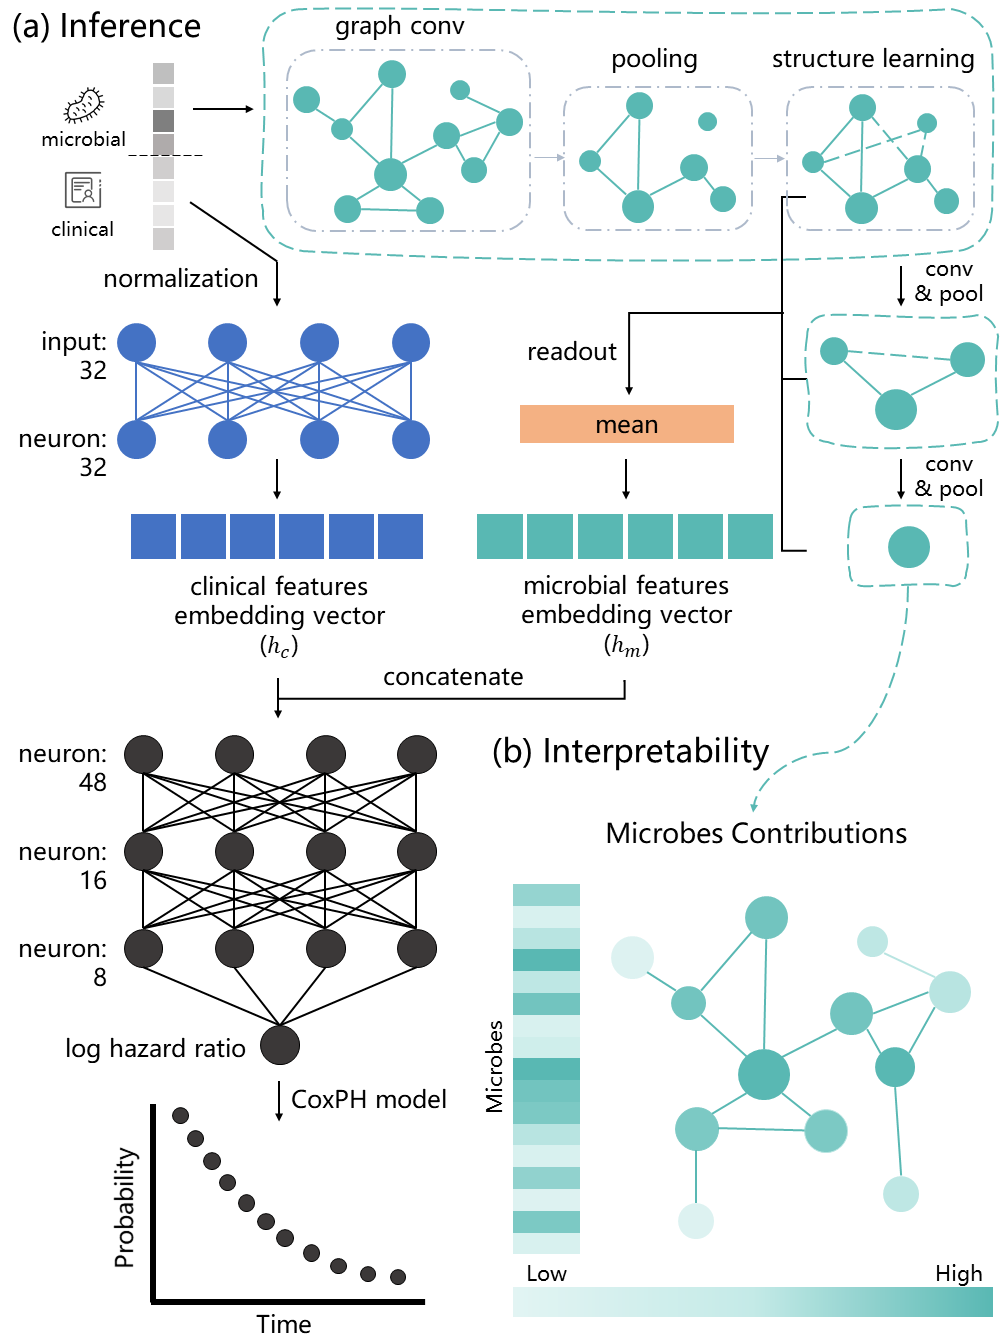 (a) Inference
graph conv
pooling
structure learning
microbial
clinical
normalization
conv
& pool
input:
32
readout
mean
neuron:
32
conv
& pool
clinical features
embedding vector
(h_c)
microbial features
embedding vector
(h_m)
concatenate
neuron:
48
(b) Interpretability
Microbes Contributions
neuron:
16
neuron:
8
log hazard ratio
CoxPH model
Microbes
Probability
Time
Low
High